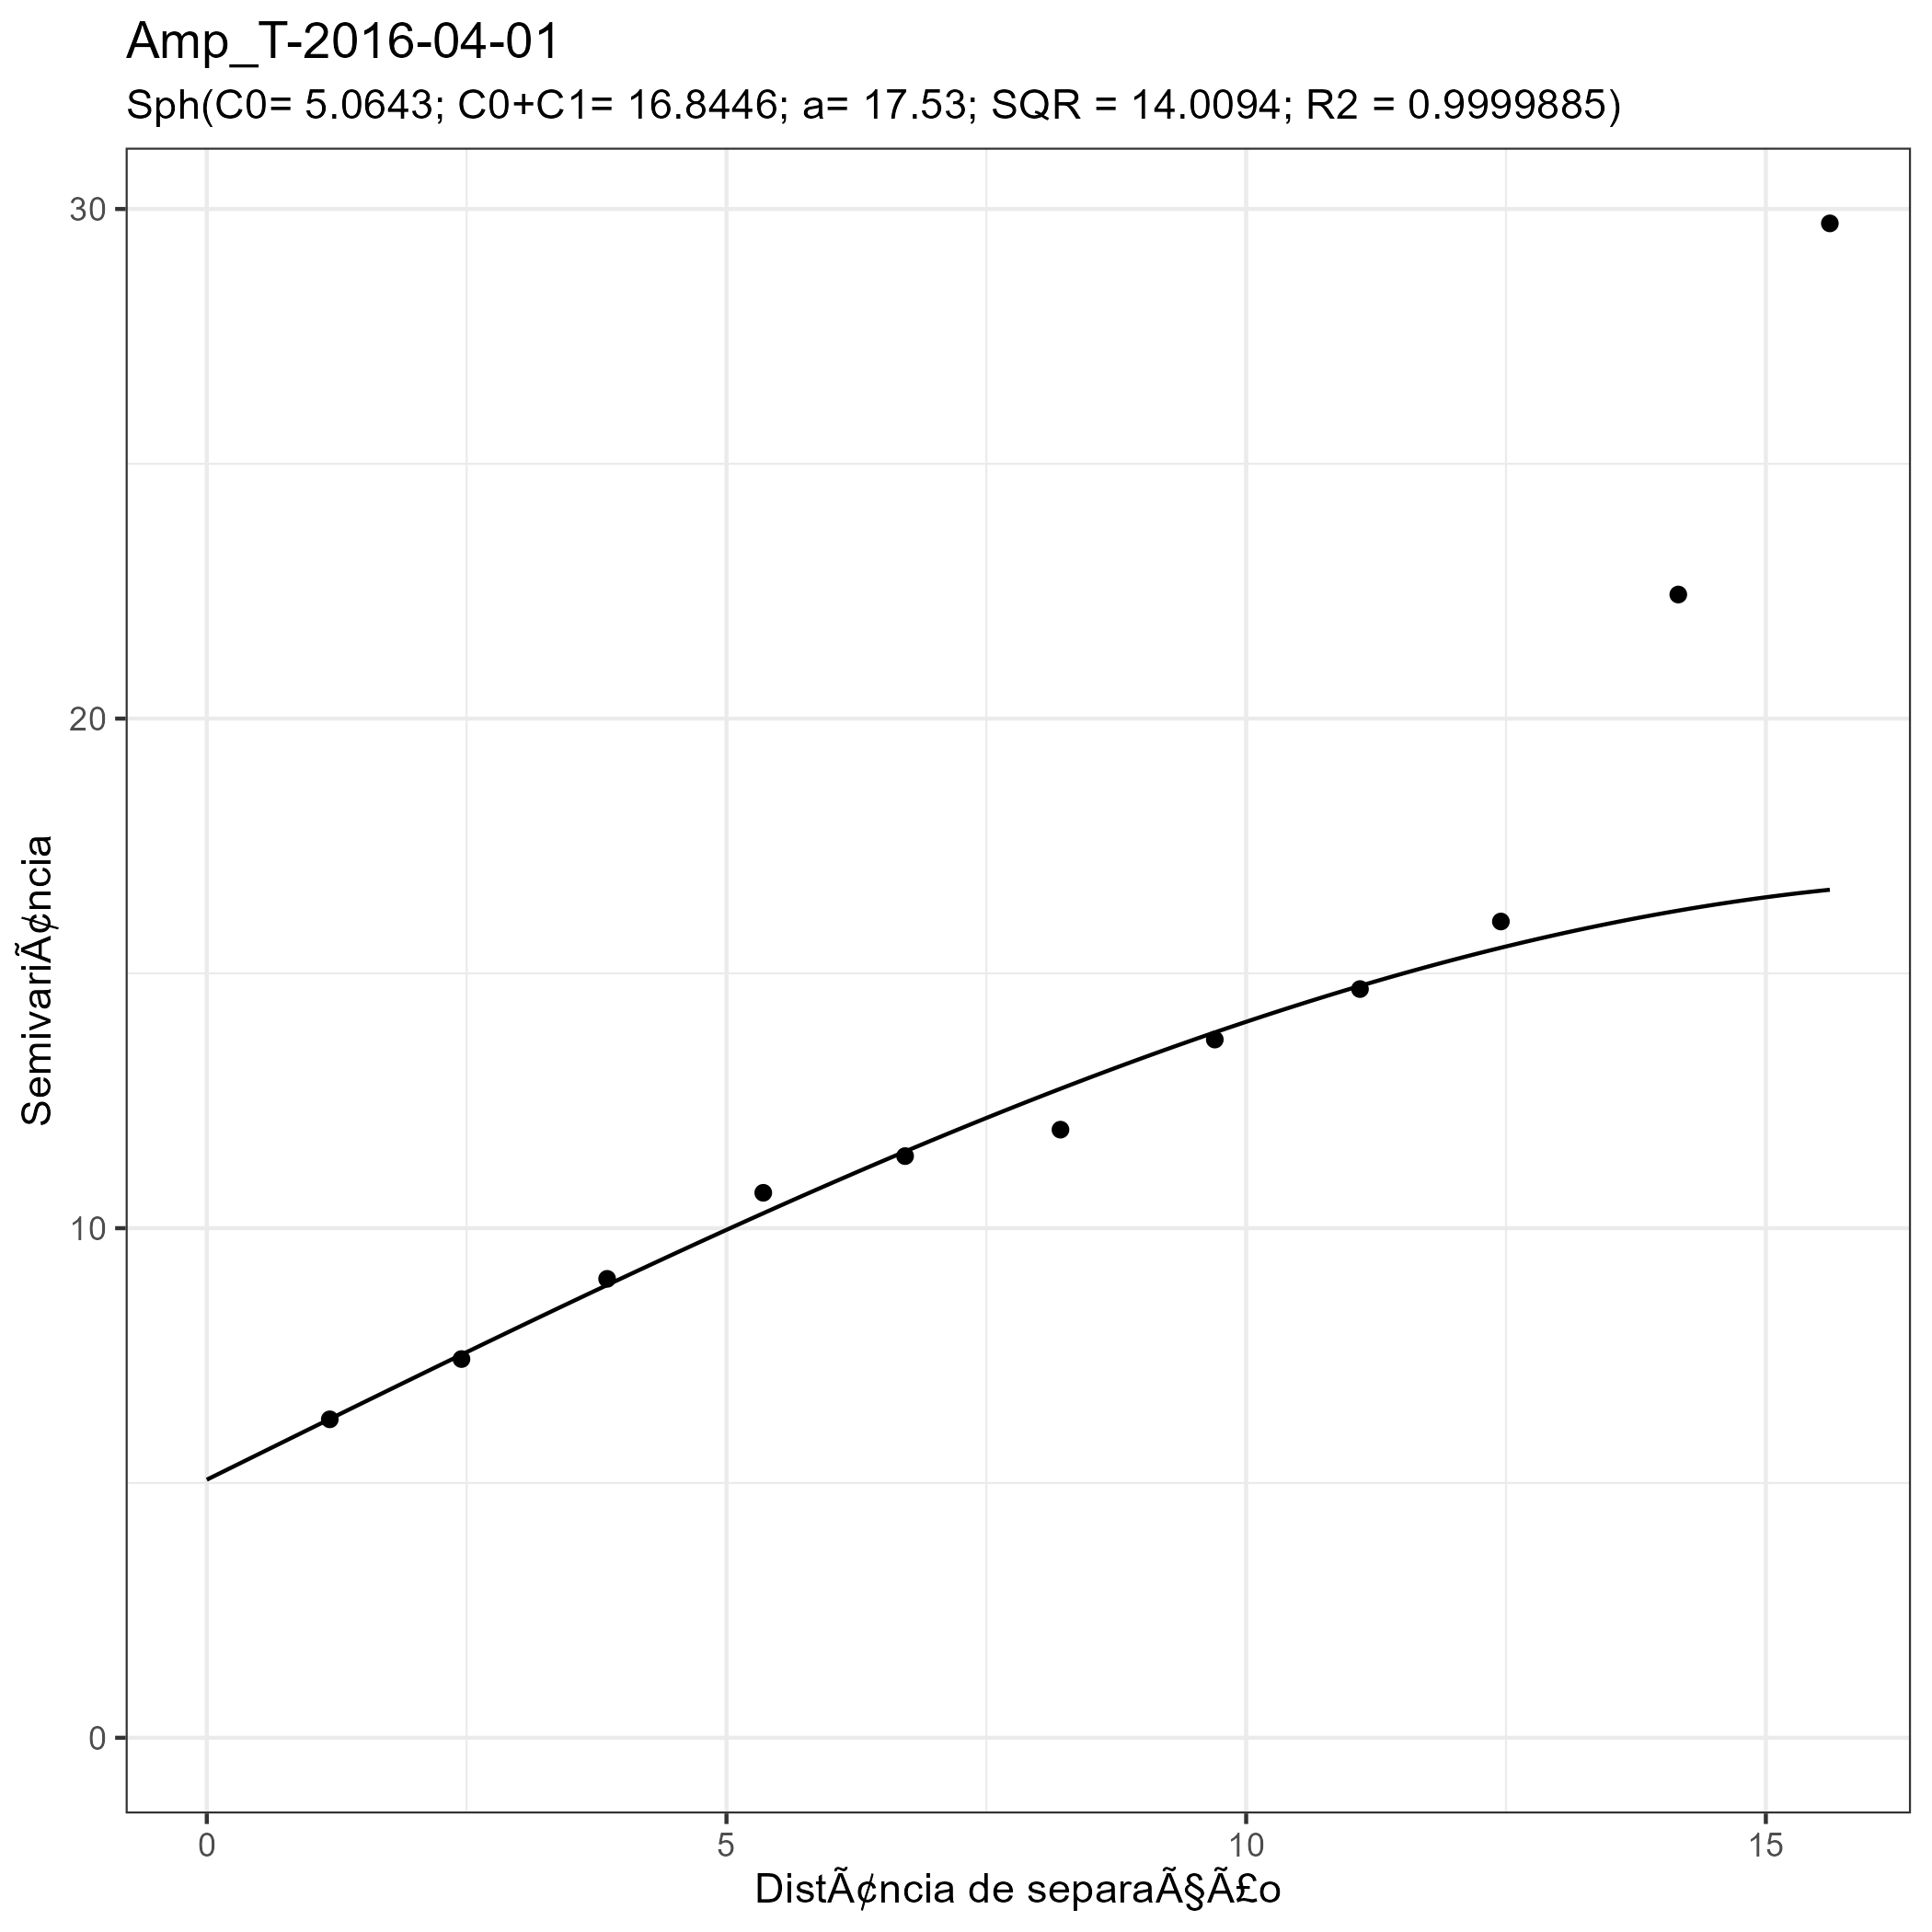 Amp_T-2016-04-01
Sph(C0= 5.0643; C0+C1= 16.8446; a= 17.53; SQR = 14.0094; R2 = 0.9999885)
30
20
10
0
SemivariÃ¢ncia
0 5 10 15
DistÃ¢ncia de separaÃ§Ã£o